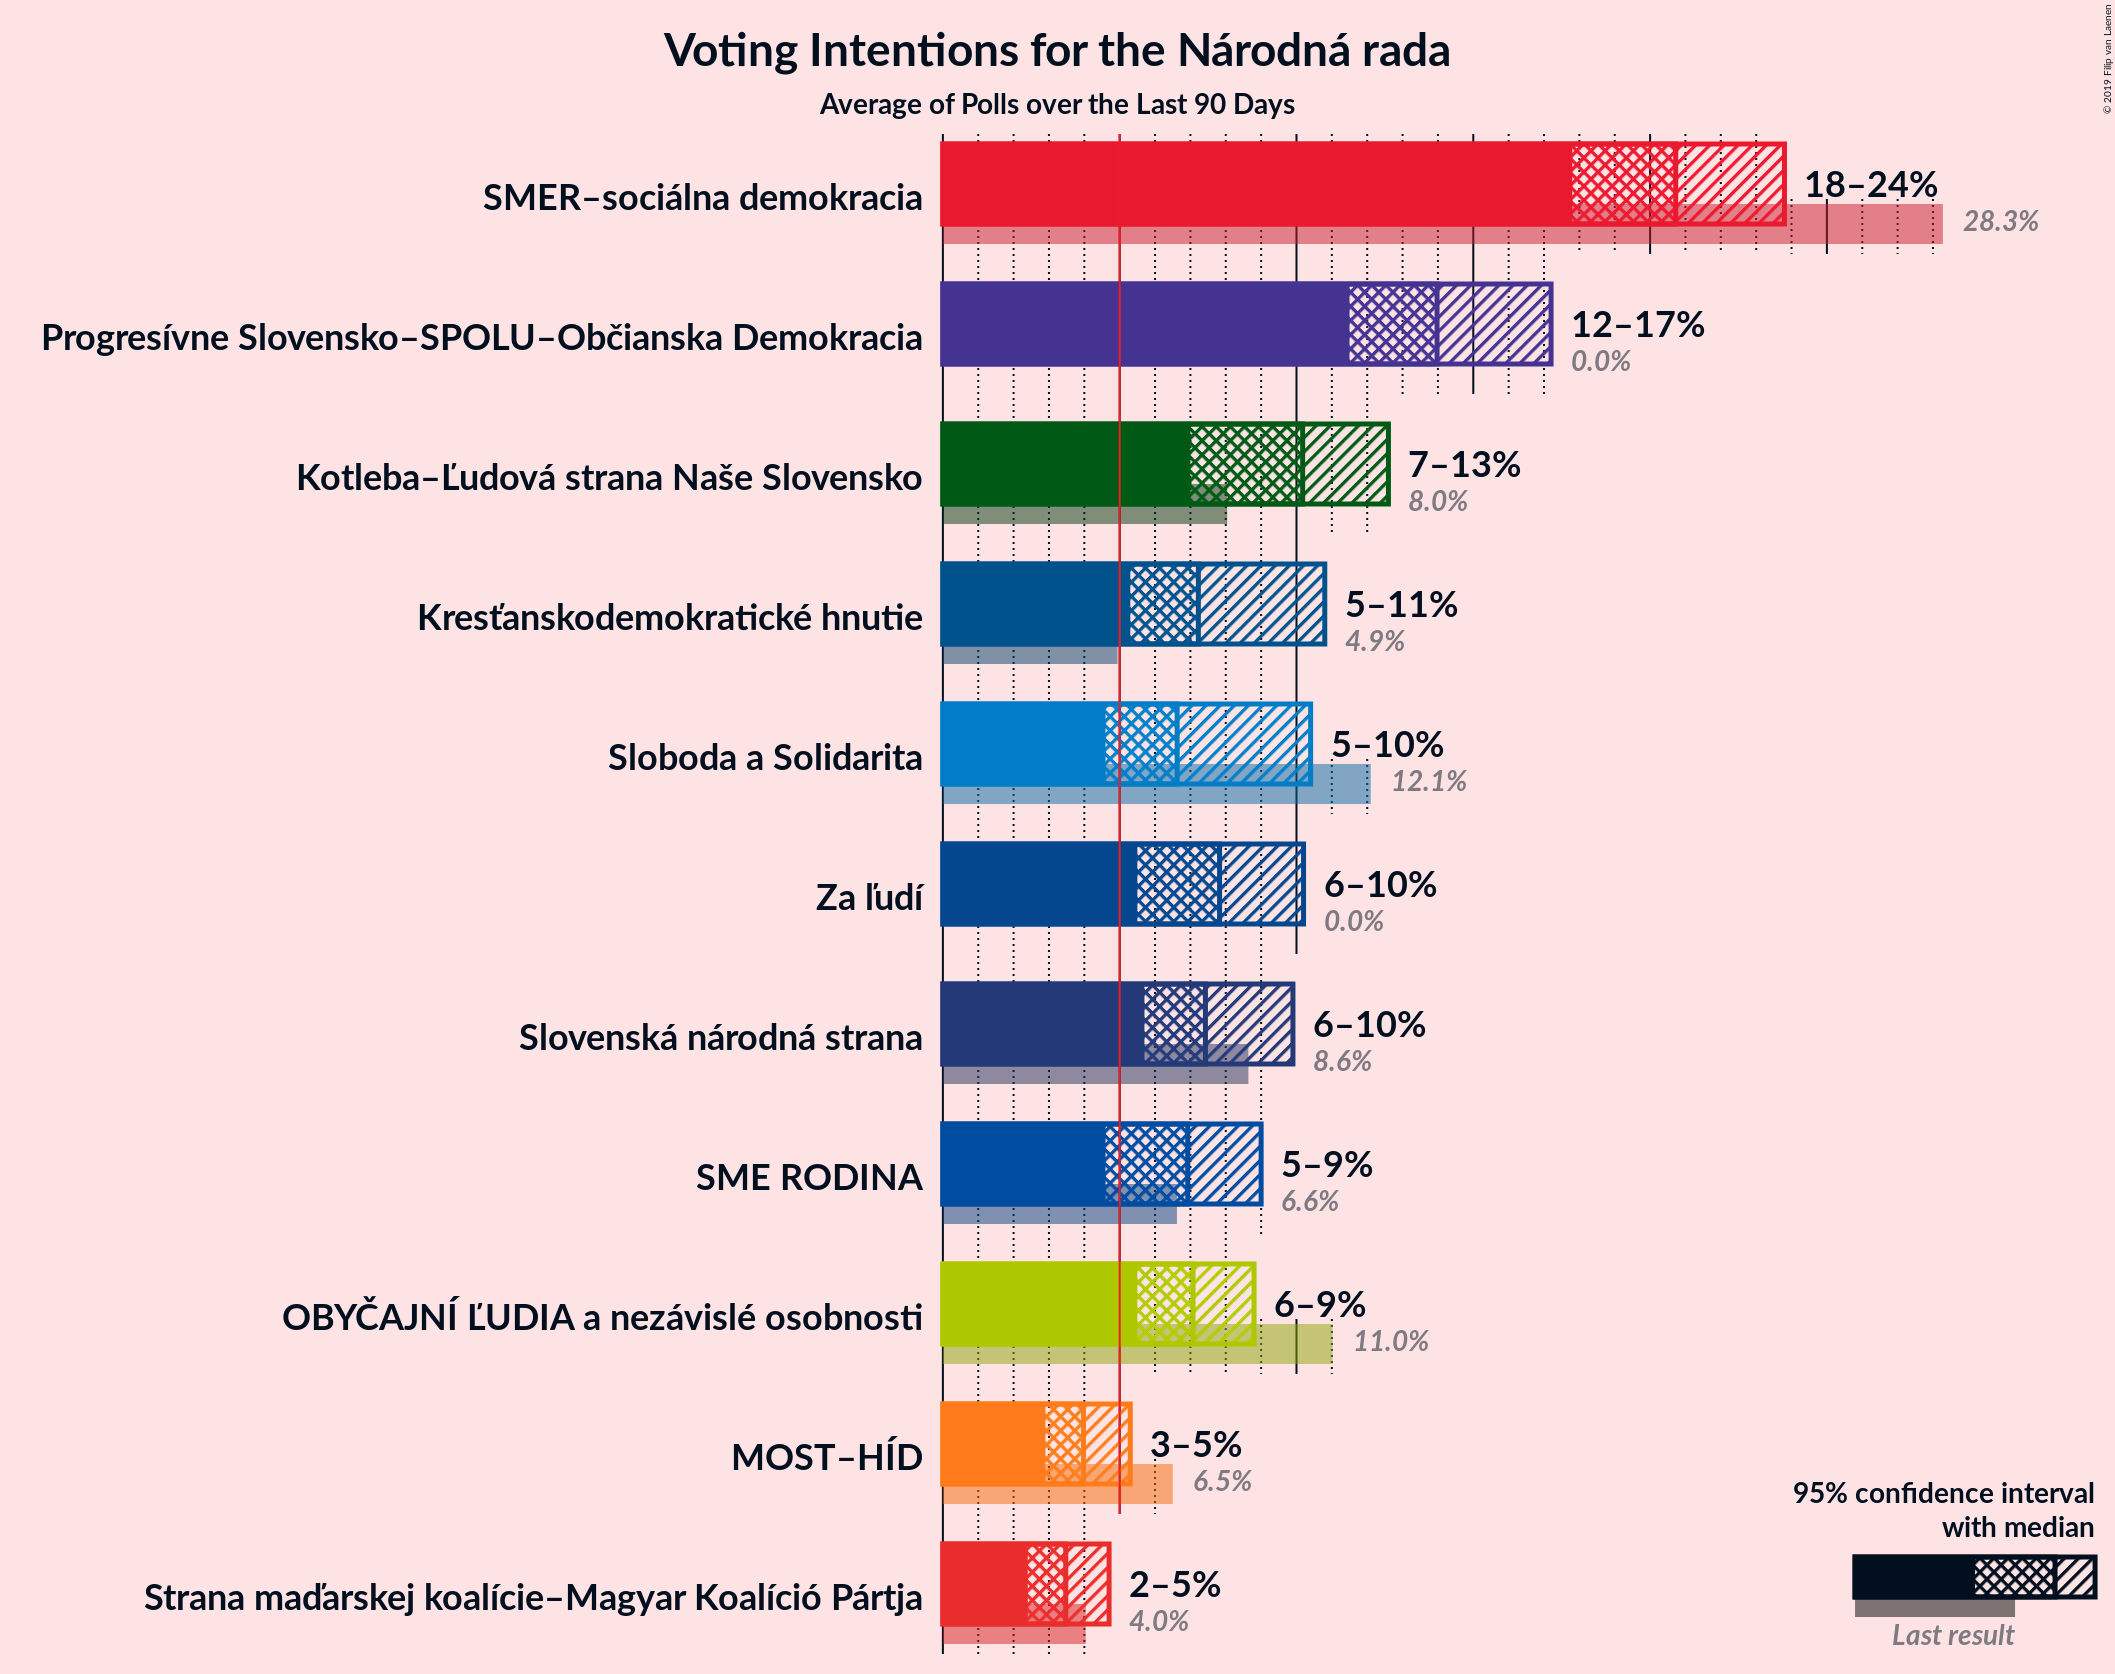 © 2019 Filip van Laenen
Voting Intentions for the Národná rada
Average of Polls over the Last 90 Days
SMER–sociálna demokracia
18–24%
28.3%
Progresívne Slovensko–SPOLU–Občianska Demokracia
12–17%
0.0%
Kotleba–Ľudová strana Naše Slovensko
7–13%
8.0%
Kresťanskodemokratické hnutie
5–11%
4.9%
Sloboda a Solidarita
5–10%
12.1%
Za ľudí
6–10%
0.0%
Slovenská národná strana
6–10%
8.6%
SME RODINA
5–9%
6.6%
OBYČAJNÍ ĽUDIA a nezávislé osobnosti
6–9%
11.0%
MOST–HÍD
3–5%
6.5%
Strana maďarskej koalície–Magyar Koalíció Pártja
2–5%
4.0%
95% confidence interval
with median
Last result